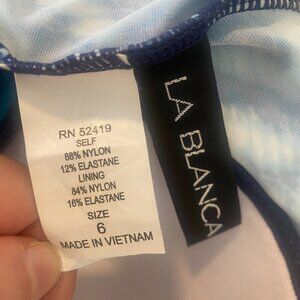 RN 52419
SELF
88% NYLON
12% ELASTANE
LINING
84% NYLON
16% ELASTANE
SIZE
6
MADE IN VIETNAM
LA BLANCA